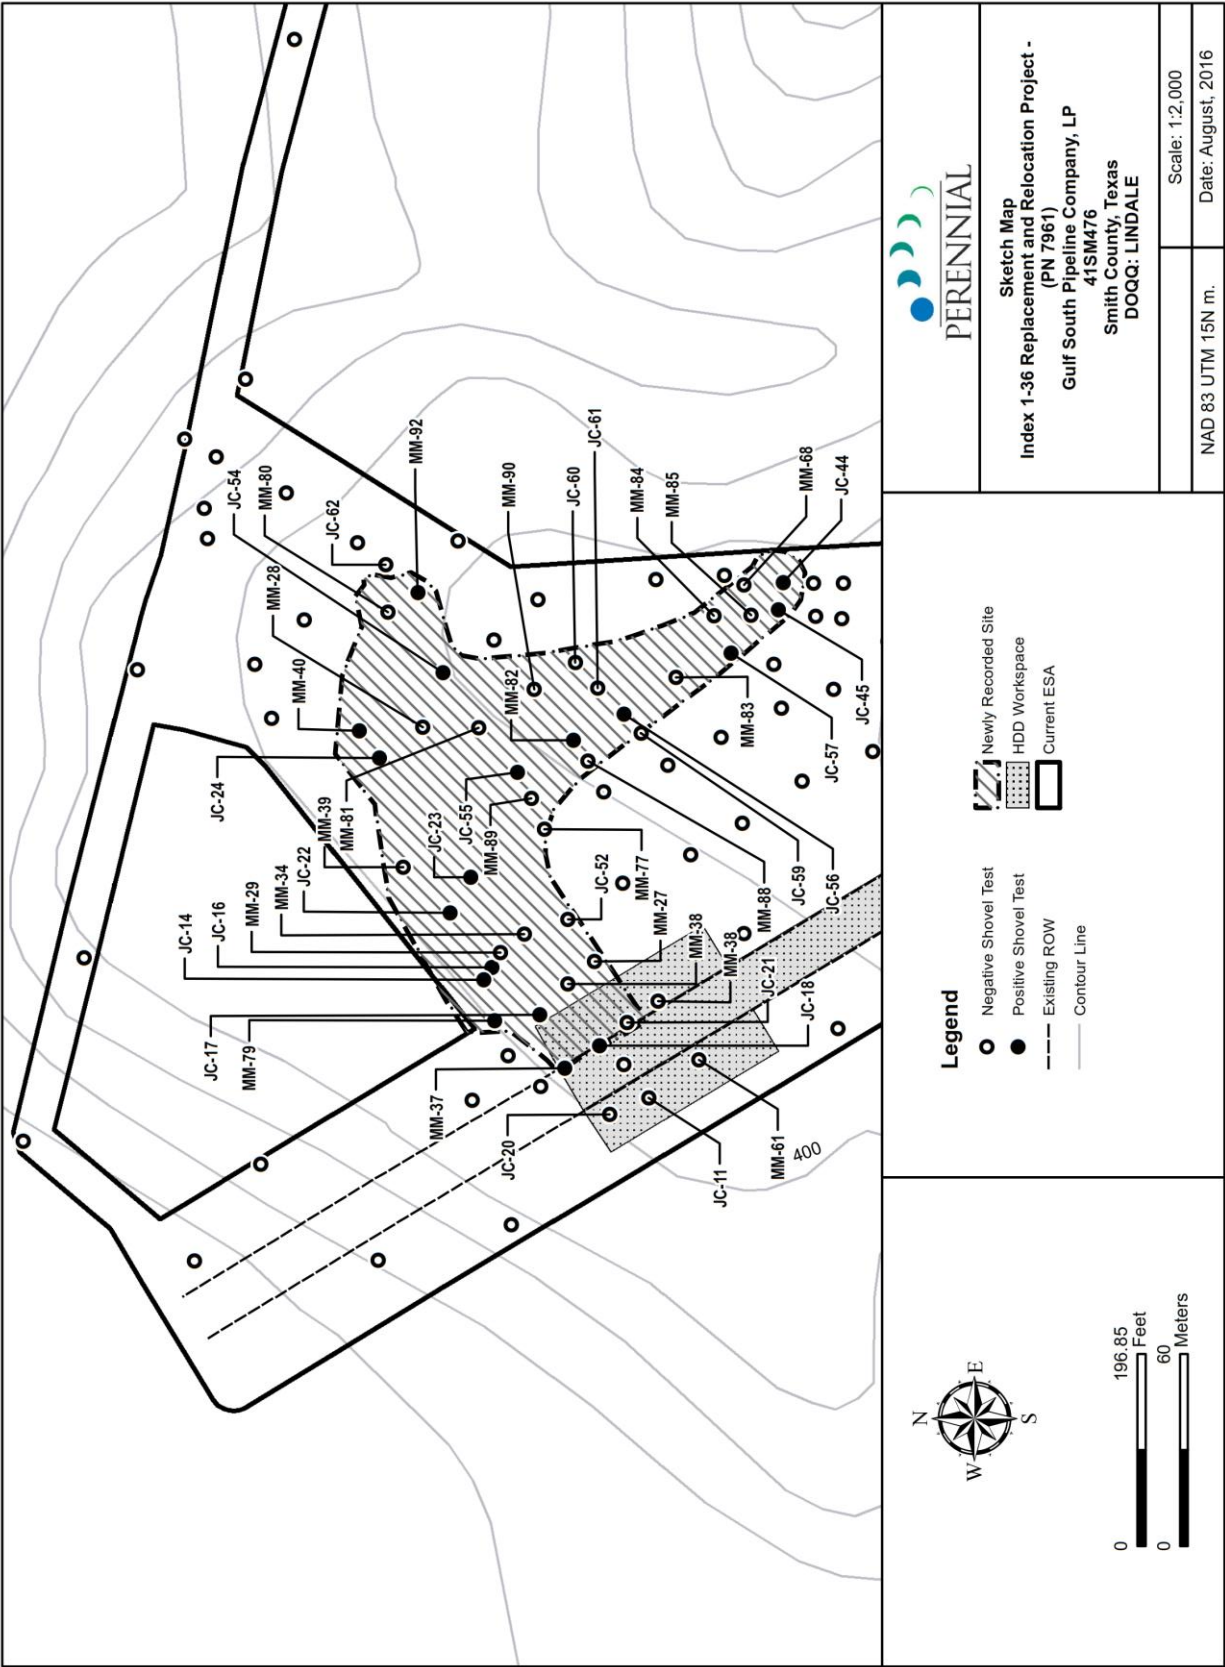 JC-54
MM-80
MM-28
JC-62
MM-92
MM-40
JC-24
MM-90
JC-61
MM-82
JC-60
MM-84
MM-85
MM-68
JC-44
MM-39
MM-81
JC-23
JC-55
MM-89
MM-83
JC-45
JC-57
JC-14
JC-16
MM-29
MM-34
JC-22
JC-52
MM-77
MM-27
MM-38
MM-88
JC-59
JC-56
JC-17
MM-79
MM-37
MM-38
JC-21
JC-18
JC-20
JC-11
MM-61
400
N
W
E
S
0
196.85
Feet
0
60
Meters
Legend
Negative Shovel Test
Positive Shovel Test
Existing ROW
Contour Line
Newly Recorded Site
HDD Workspace
Current ESA
PERENNIAL
Sketch Map
Index 1-36 Replacement and Relocation Project -
(PN 7961)
Gulf South Pipeline Company, LP
41SM476
Smith County, Texas
DOQQ: LINDALE
Scale: 1:2,000
NAD 83 UTM 15N m.
Date: August, 2016